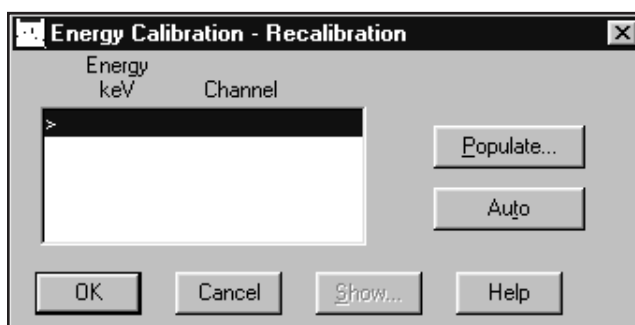 Energy Calibration - Recalibration
Energy
keV Channel
>
Populate...
Auto
OK Cancel Show... Help